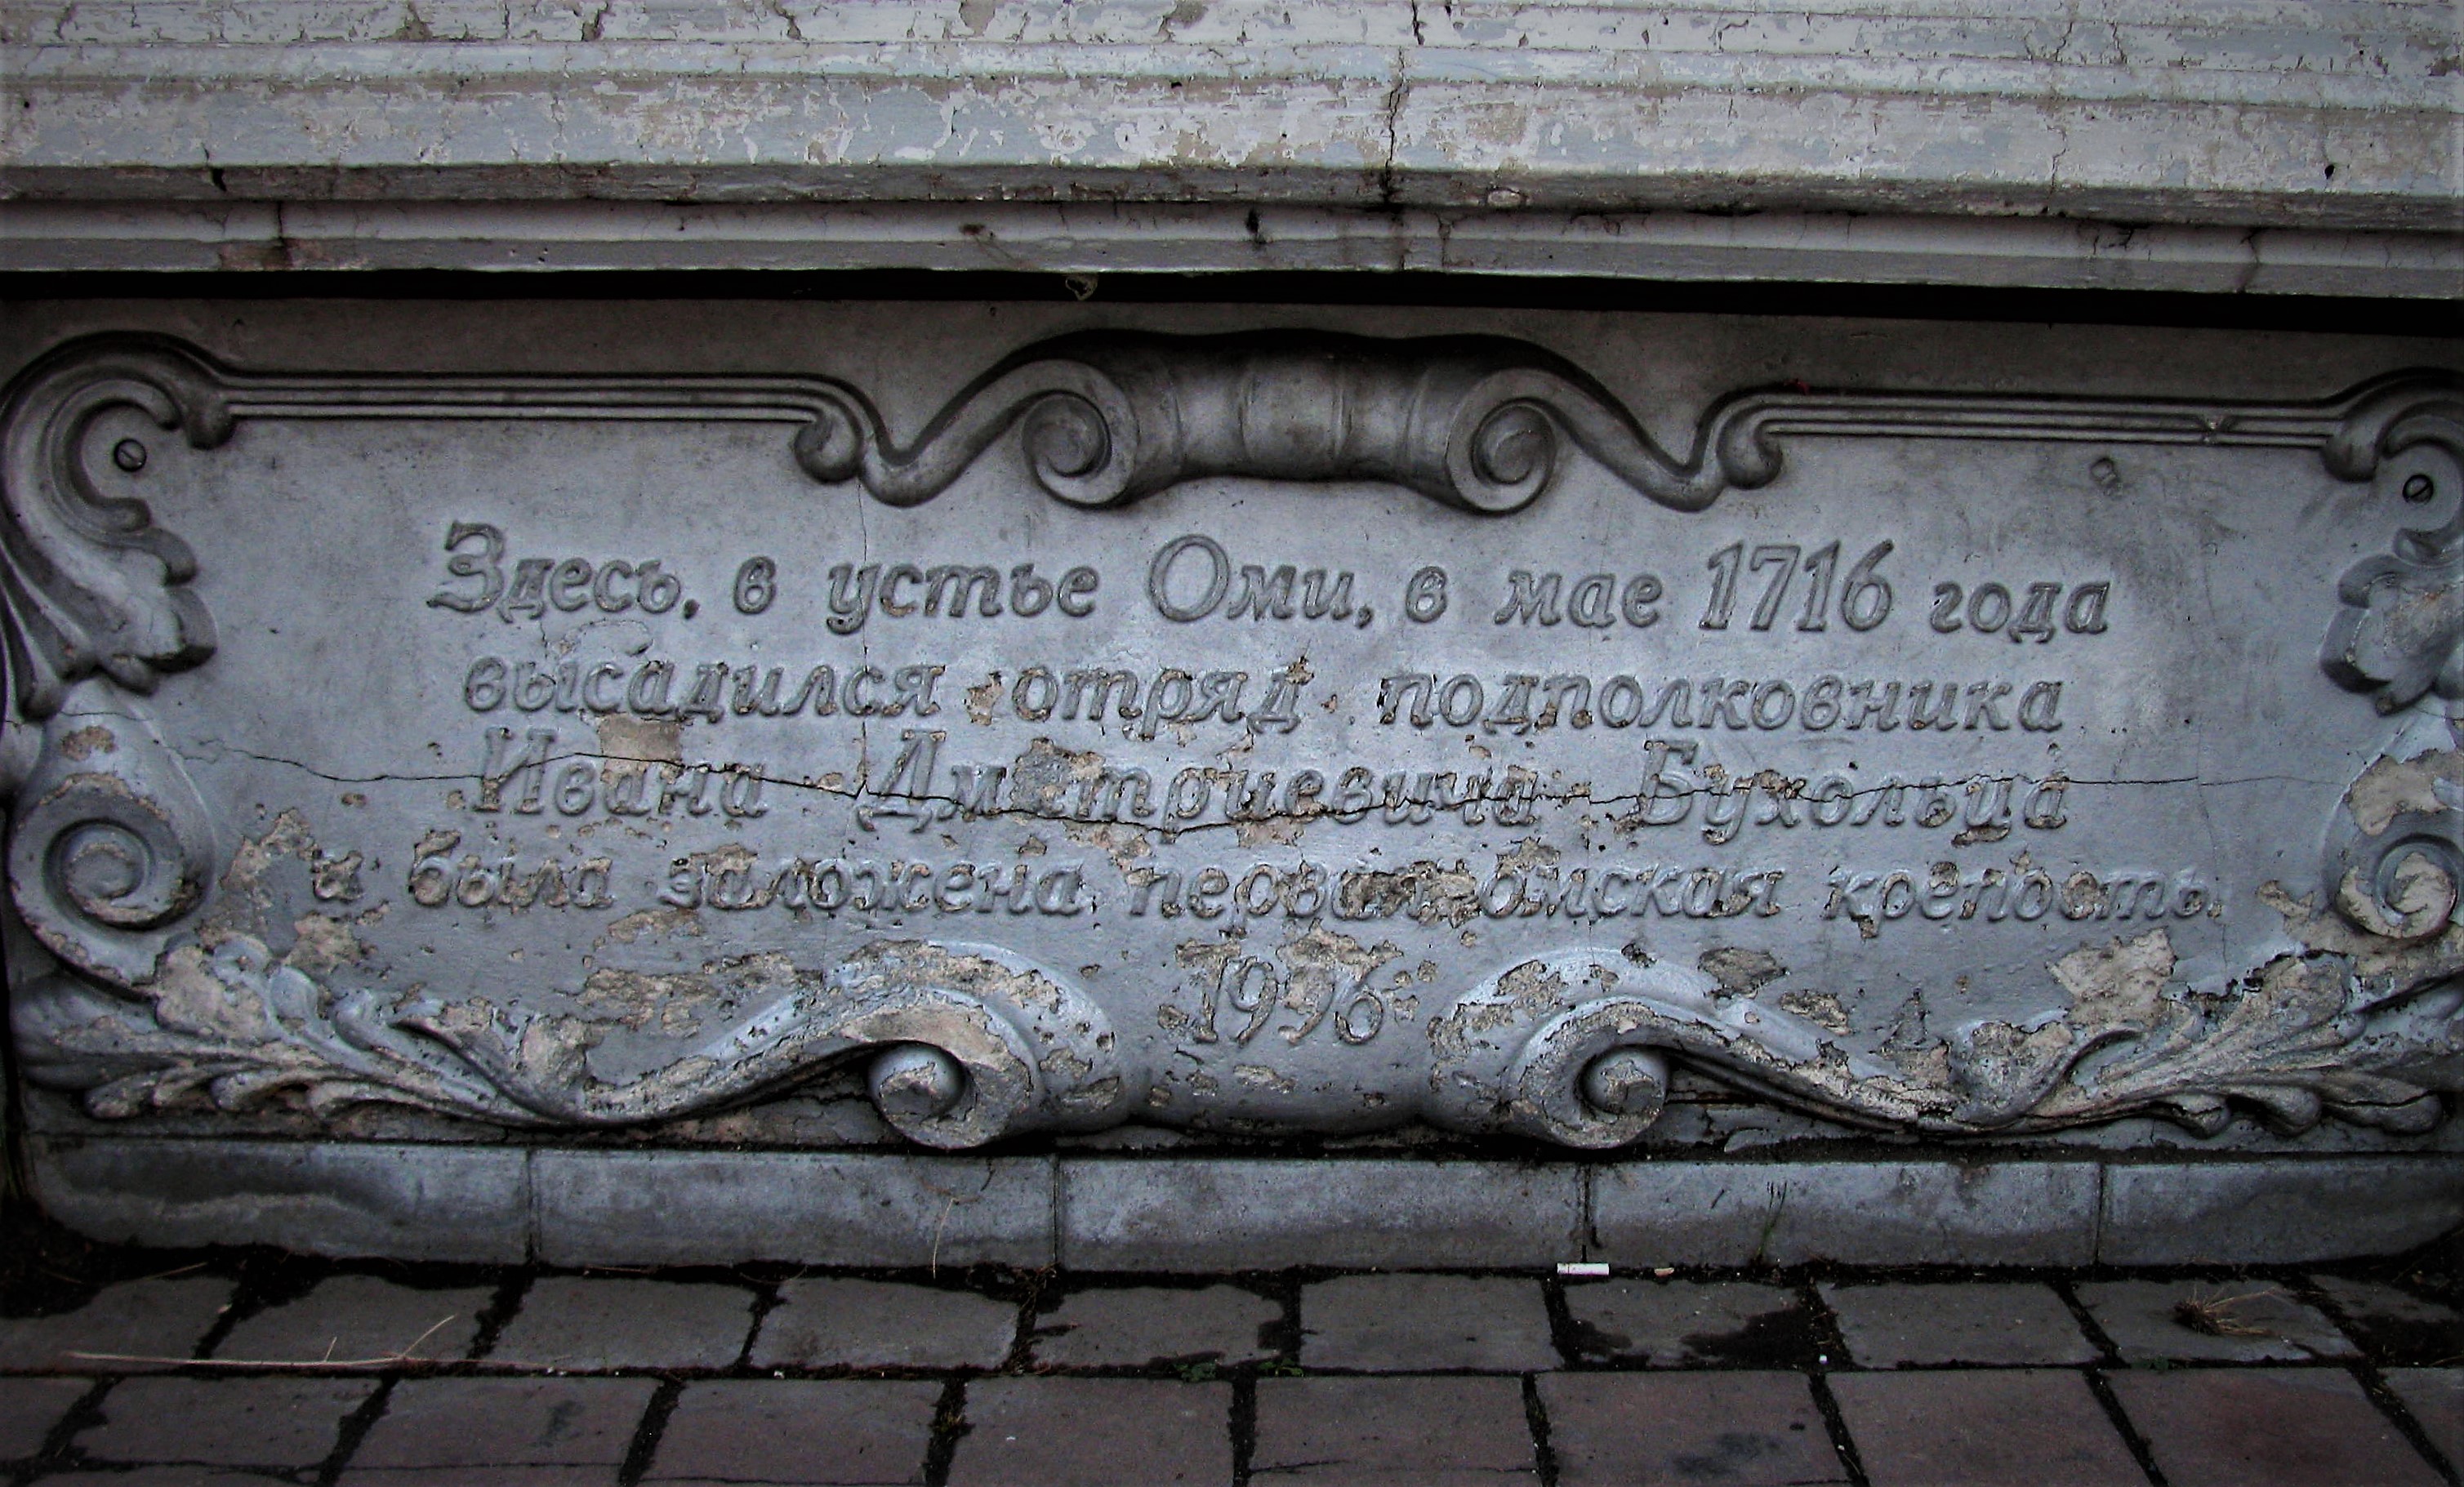 Здесь, в устье Оми, в мае 1716 года
высадился отряд подполковника
Ивана Дмитриевича Бухольца
и была заложена первая омская крепость.
1996